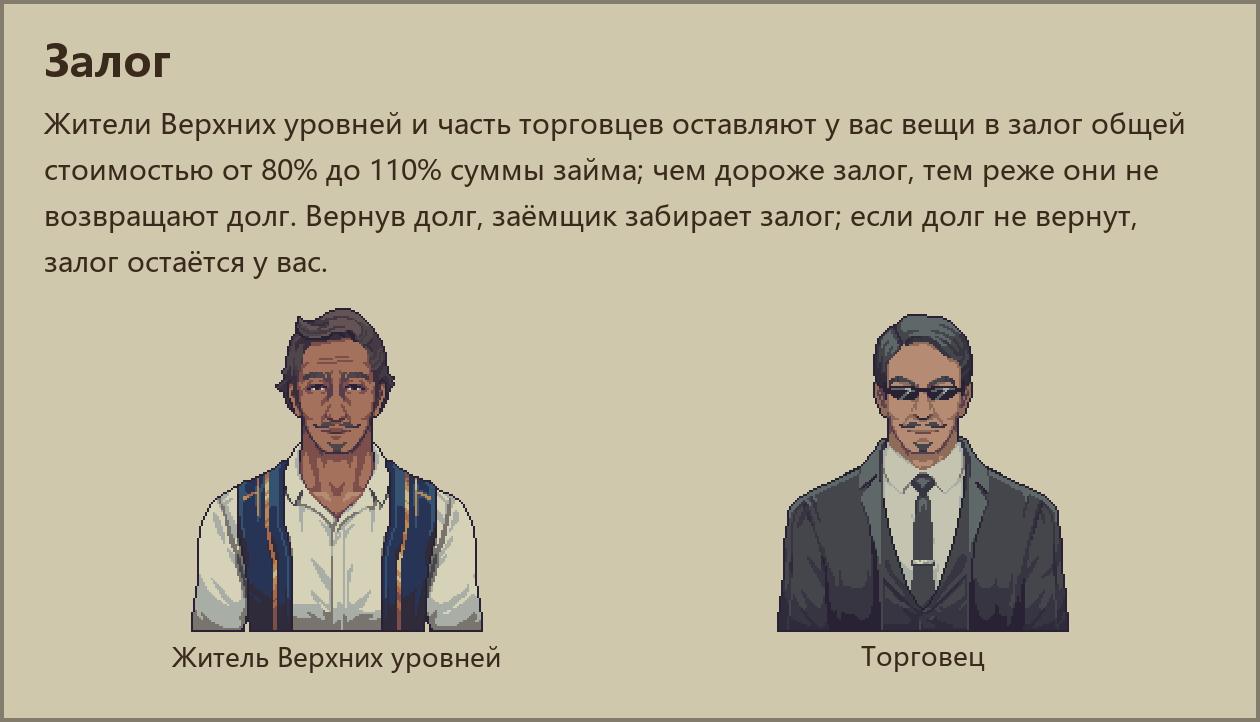 Залог
Жители Верхних уровней и часть торговцев оставляют у вас вещи в залог общей
стоимостью от 80% до 110% суммы займа; чем дороже залог, тем реже они не
возвращают долг. Вернув долг, заёмщик забирает залог; если долг не вернут,
залог остаётся у вас.
Житель Верхних уровней
Торговец